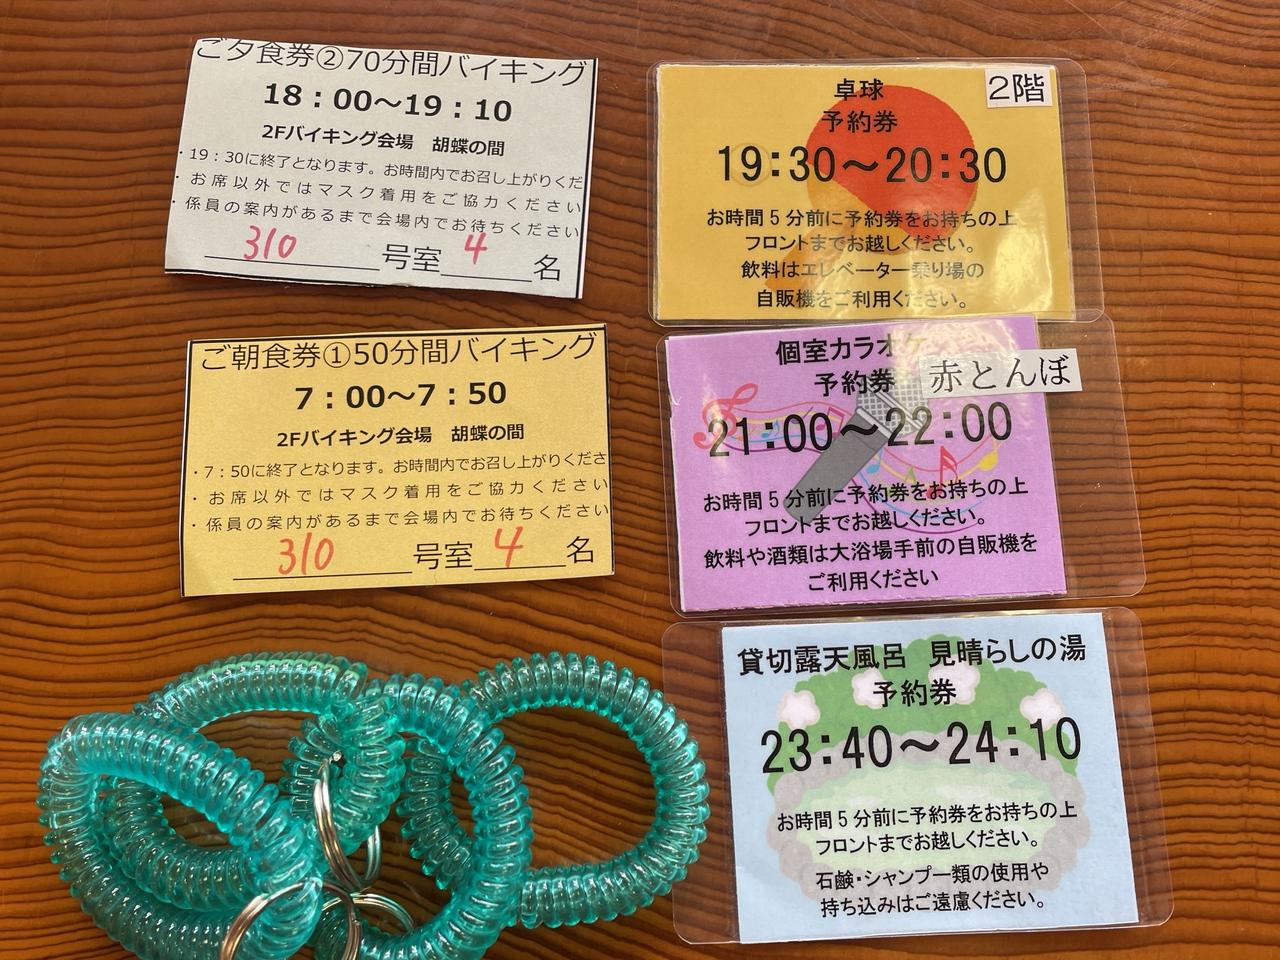 ご夕食券②70分間バイキング
18：00～19：10
2Fバイキング会場　胡蝶の間
・19：30に終了となります。お時間内でお召し上がりくだ
・お席以外ではマスク着用をご協力ください
・係員の案内があるまで会場内でお待ちください
310号室4名
ご朝食券①50分間バイキング
7：00～7：50
2Fバイキング会場　胡蝶の間
・7：50に終了となります。お時間内でお召し上がりくださ
・お席以外ではマスク着用をご協力ください
・係員の案内があるまで会場内でお待ちください
310号室4名
卓球
2階
予約券
19:30～20:30
お時間5分前に予約券をお持ちの上
フロントまでお越しください。
飲料はエレベーター乗り場の
自販機をご利用ください。
個室カラオケ
予約券
赤とんぼ
21:00～22:00
お時間5分前に予約券をお持ちの上
フロントまでお越しください。
飲料や酒類は大浴場手前の自販機を
ご利用ください
貸切露天風呂　見晴らしの湯
予約券
23:40～24:10
お時間5分前に予約券をお持ちの上
フロントまでお越しください。
石鹸・シャンプー類の使用や
持ち込みはご遠慮ください。